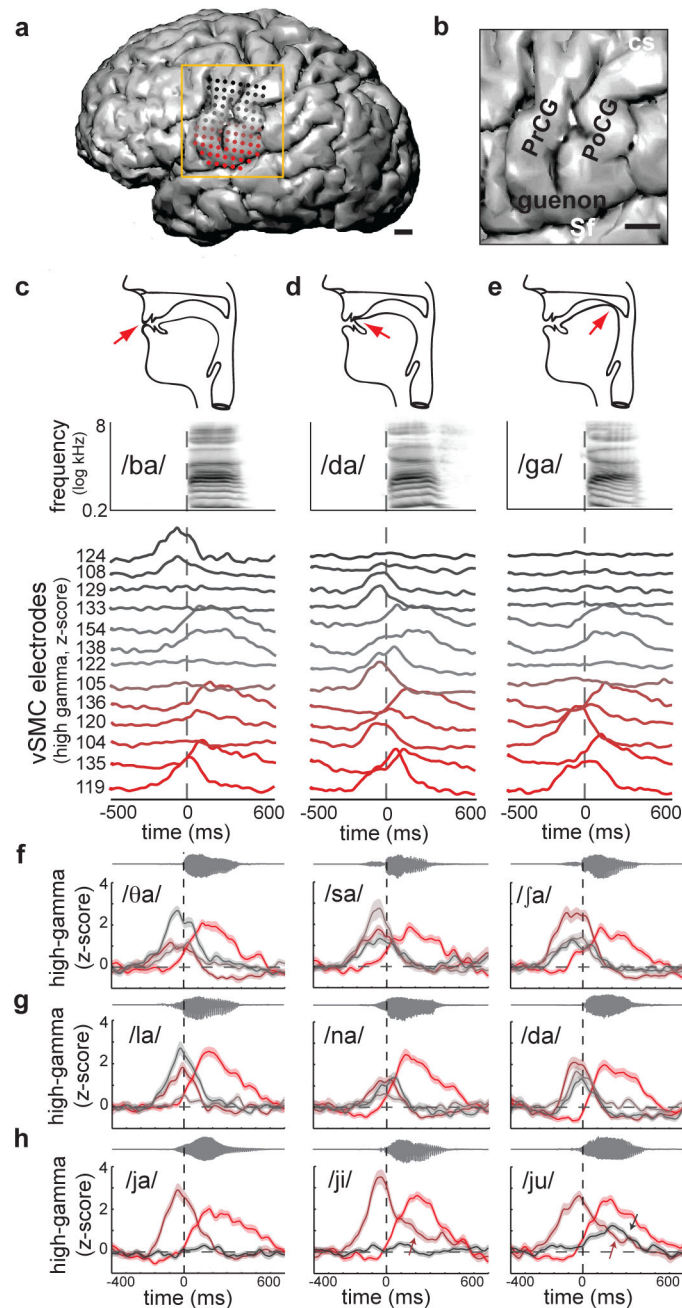 a
b
cs
PrCG
PoCG
guenon
Sf
c
d
e
8
frequency
(log kHz)
0.2
/ba/
/da/
/ga/
vSMC electrodes
(high gamma, z-score)
124
108
129
133
154
138
122
105
136
120
104
135
119
-500 0 600
-500 0 600
-500 0 600
time (ms)
time (ms)
time (ms)
f
/θa/
/sa/
/ʃa/
high-gamma
(z-score)
4
2
0
g
/la/
/na/
/da/
high-gamma
(z-score)
4
2
0
h
/ja/
/ji/
/ju/
high-gamma
(z-score)
4
2
0
-400 0 600
-400 0 600
-400 0 600
time (ms)
time (ms)
time (ms)